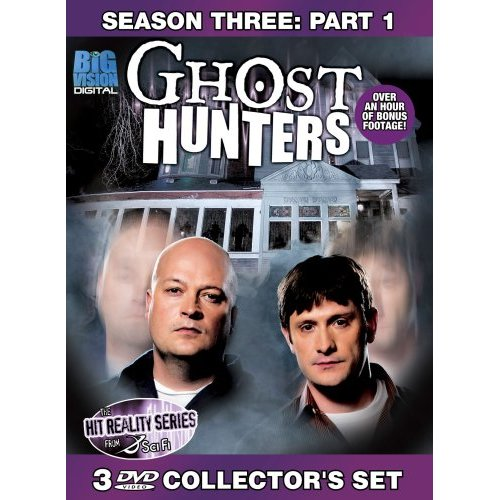 SEASON THREE: PART 1
BiG
VISION
DIGITAL
GHOST
HUNTERS
OVER
AN HOUR
OF BONUS
FOOTAGE!
THE
HIT REALITY SERIES
FROM SCI FI
3 DVD VIDEO COLLECTOR'S SET